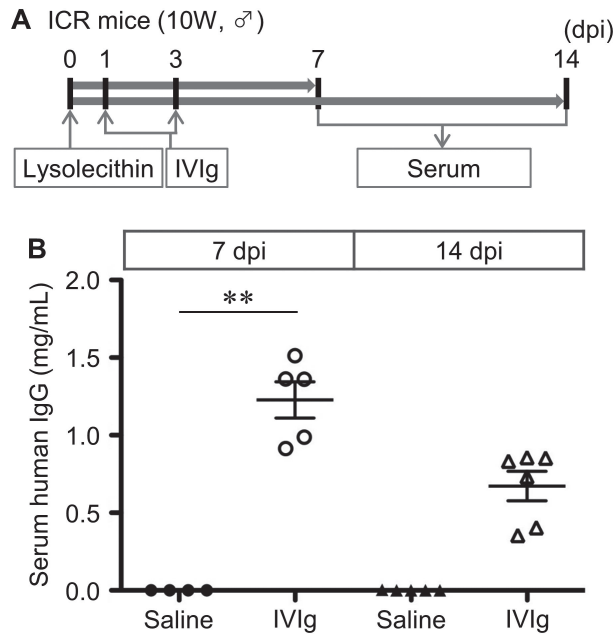 A ICR mice (10W, ♂)
(dpi)
0 1 3 7 14
Lysolecithin IVIg Serum
B 7 dpi 14 dpi
Serum human IgG (mg/mL)
2.0
**
1.5
1.0
0.5
0.0
Saline IVIg Saline IVIg